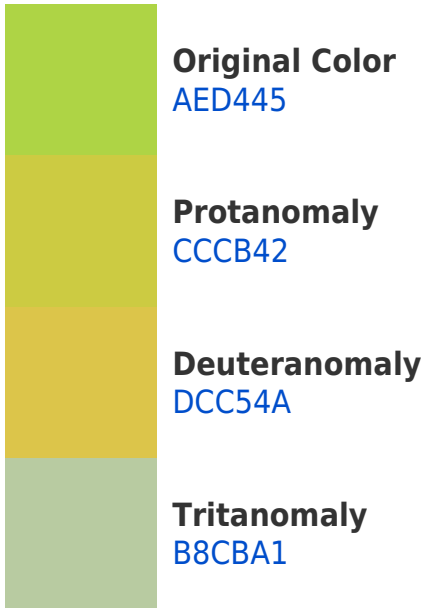 Original Color
AED445
Protanomaly
CCCB42
Deuteranomaly
DCC54A
Tritanomaly
B8CBA1